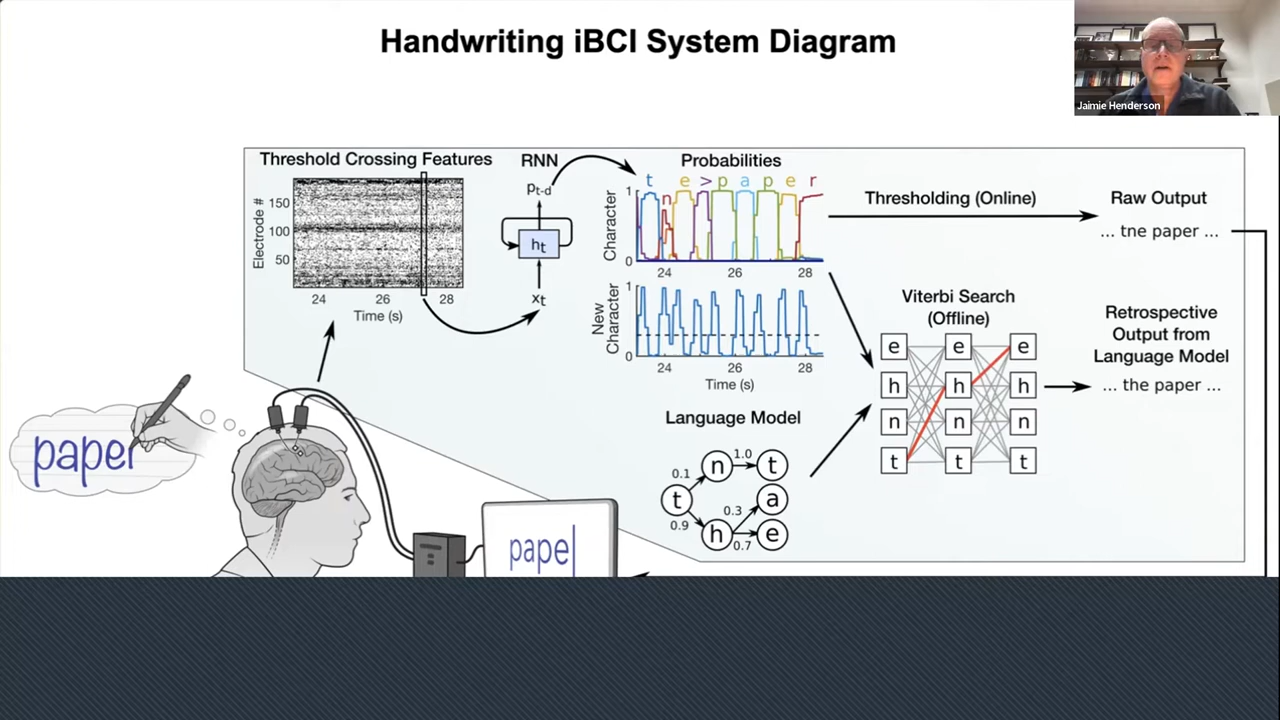 Handwriting iBCI System Diagram
Jaimie Henderson
Threshold Crossing Features
Electrode #
150
100
50
24 26 28
Time (s)
RNN
pt-d
ht
xt
Probabilities
t n e > p a p e r
Character
1
0
24 26 28
New Character
1
0
24 26 28
Time (s)
Thresholding (Online)
Raw Output
... tne paper ...
Viterbi Search
(Offline)
e e e
h h h
n n n
t t t
Retrospective
Output from
Language Model
... the paper ...
Language Model
t
0.1
n
1.0
t
0.9
h
0.3
a
0.7
e
paper
pape